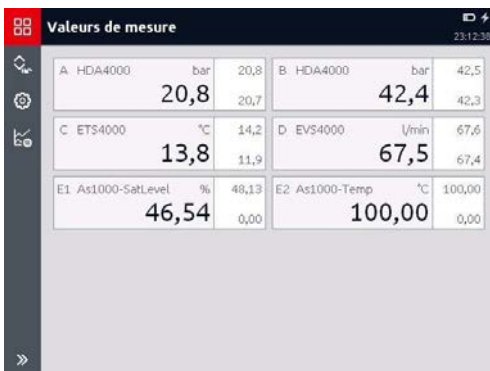 Valeurs de mesure
23:12:38
A HDA4000 bar 20,8
20,8 20,7
B HDA4000 bar 42,5
42,4 42,3
C ETS4000 °C 14,2
13,8 11,9
D EVS4000 l/min 67,6
67,5 67,4
E1 As1000-SatLevel % 48,13
46,54 0,00
E2 As1000-Temp °C 100,00
100,00 0,00